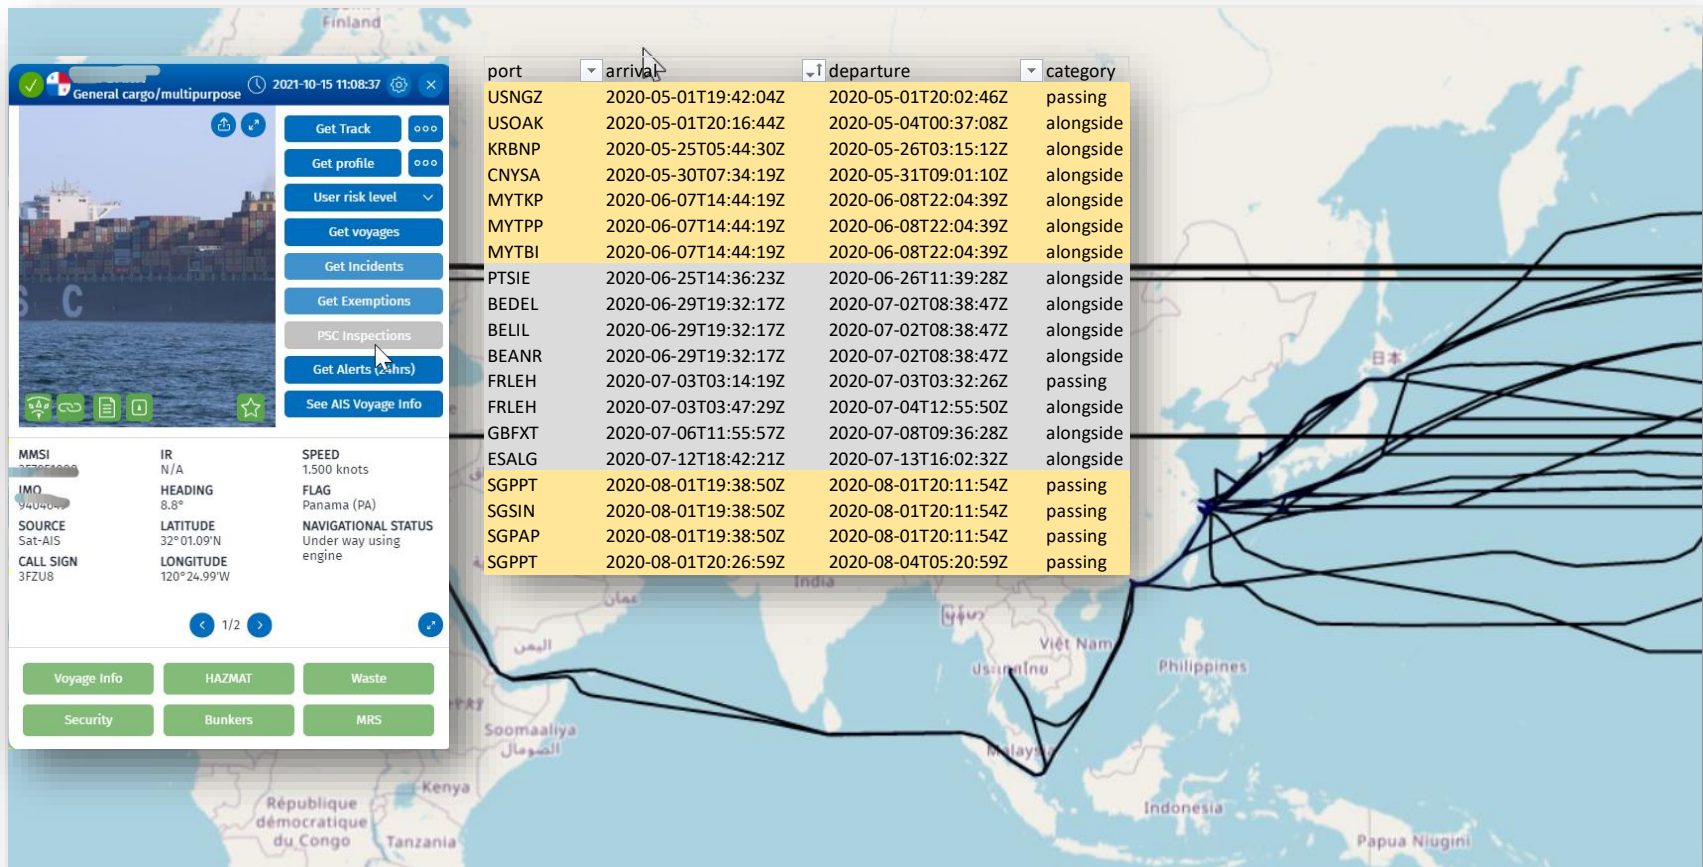 Finland
General cargo/multipurpose
2021-10-15 11:08:37
Get Track
Get profile
User risk level
Get voyages
Get Incidents
Get Exemptions
PSC Inspections
Get Alerts (24hrs)
See AIS Voyage Info
MMSI
IR
N/A
SPEED
1.500 knots
IMO
HEADING
8.8°
FLAG
Panama (PA)
SOURCE
Sat-AIS
LATITUDE
32°01.09'N
NAVIGATIONAL STATUS
Under way using
engine
CALL SIGN
3FZU8
LONGITUDE
120°24.99'W
1/2
Voyage Info
HAZMAT
Waste
Security
Bunkers
MRS
port arrival departure category
USNGZ 2020-05-01T19:42:04Z 2020-05-01T20:02:46Z passing
USOAK 2020-05-01T20:16:44Z 2020-05-04T00:37:08Z alongside
KRBNP 2020-05-25T05:44:30Z 2020-05-26T03:15:12Z alongside
CNYSA 2020-05-30T07:34:19Z 2020-05-31T09:01:10Z alongside
MYTKP 2020-06-07T14:44:19Z 2020-06-08T22:04:39Z alongside
MYTPP 2020-06-07T14:44:19Z 2020-06-08T22:04:39Z alongside
MYTBI 2020-06-07T14:44:19Z 2020-06-08T22:04:39Z alongside
PTSIE 2020-06-25T14:36:23Z 2020-06-26T11:39:28Z alongside
BEDEL 2020-06-29T19:32:17Z 2020-07-02T08:38:47Z alongside
BELIL 2020-06-29T19:32:17Z 2020-07-02T08:38:47Z alongside
BEANR 2020-06-29T19:32:17Z 2020-07-02T08:38:47Z alongside
FRLEH 2020-07-03T03:14:19Z 2020-07-03T03:32:26Z passing
FRLEH 2020-07-03T03:47:29Z 2020-07-04T12:55:50Z alongside
GBFXT 2020-07-06T11:55:57Z 2020-07-08T09:36:28Z alongside
ESALG 2020-07-12T18:42:21Z 2020-07-13T16:02:32Z alongside
SGPPT 2020-08-01T19:38:50Z 2020-08-01T20:11:54Z passing
SGSIN 2020-08-01T19:38:50Z 2020-08-01T20:11:54Z passing
SGPAP 2020-08-01T19:38:50Z 2020-08-01T20:11:54Z passing
SGPPT 2020-08-01T20:26:59Z 2020-08-04T05:20:59Z passing
日本
India
عمان
اليمن
Việt Nam
Philippines
Soomaaliya
الصومال
Malaysia
Kenya
République
démocratique
du Congo
Tanzania
Indonesia
Papua Niugini